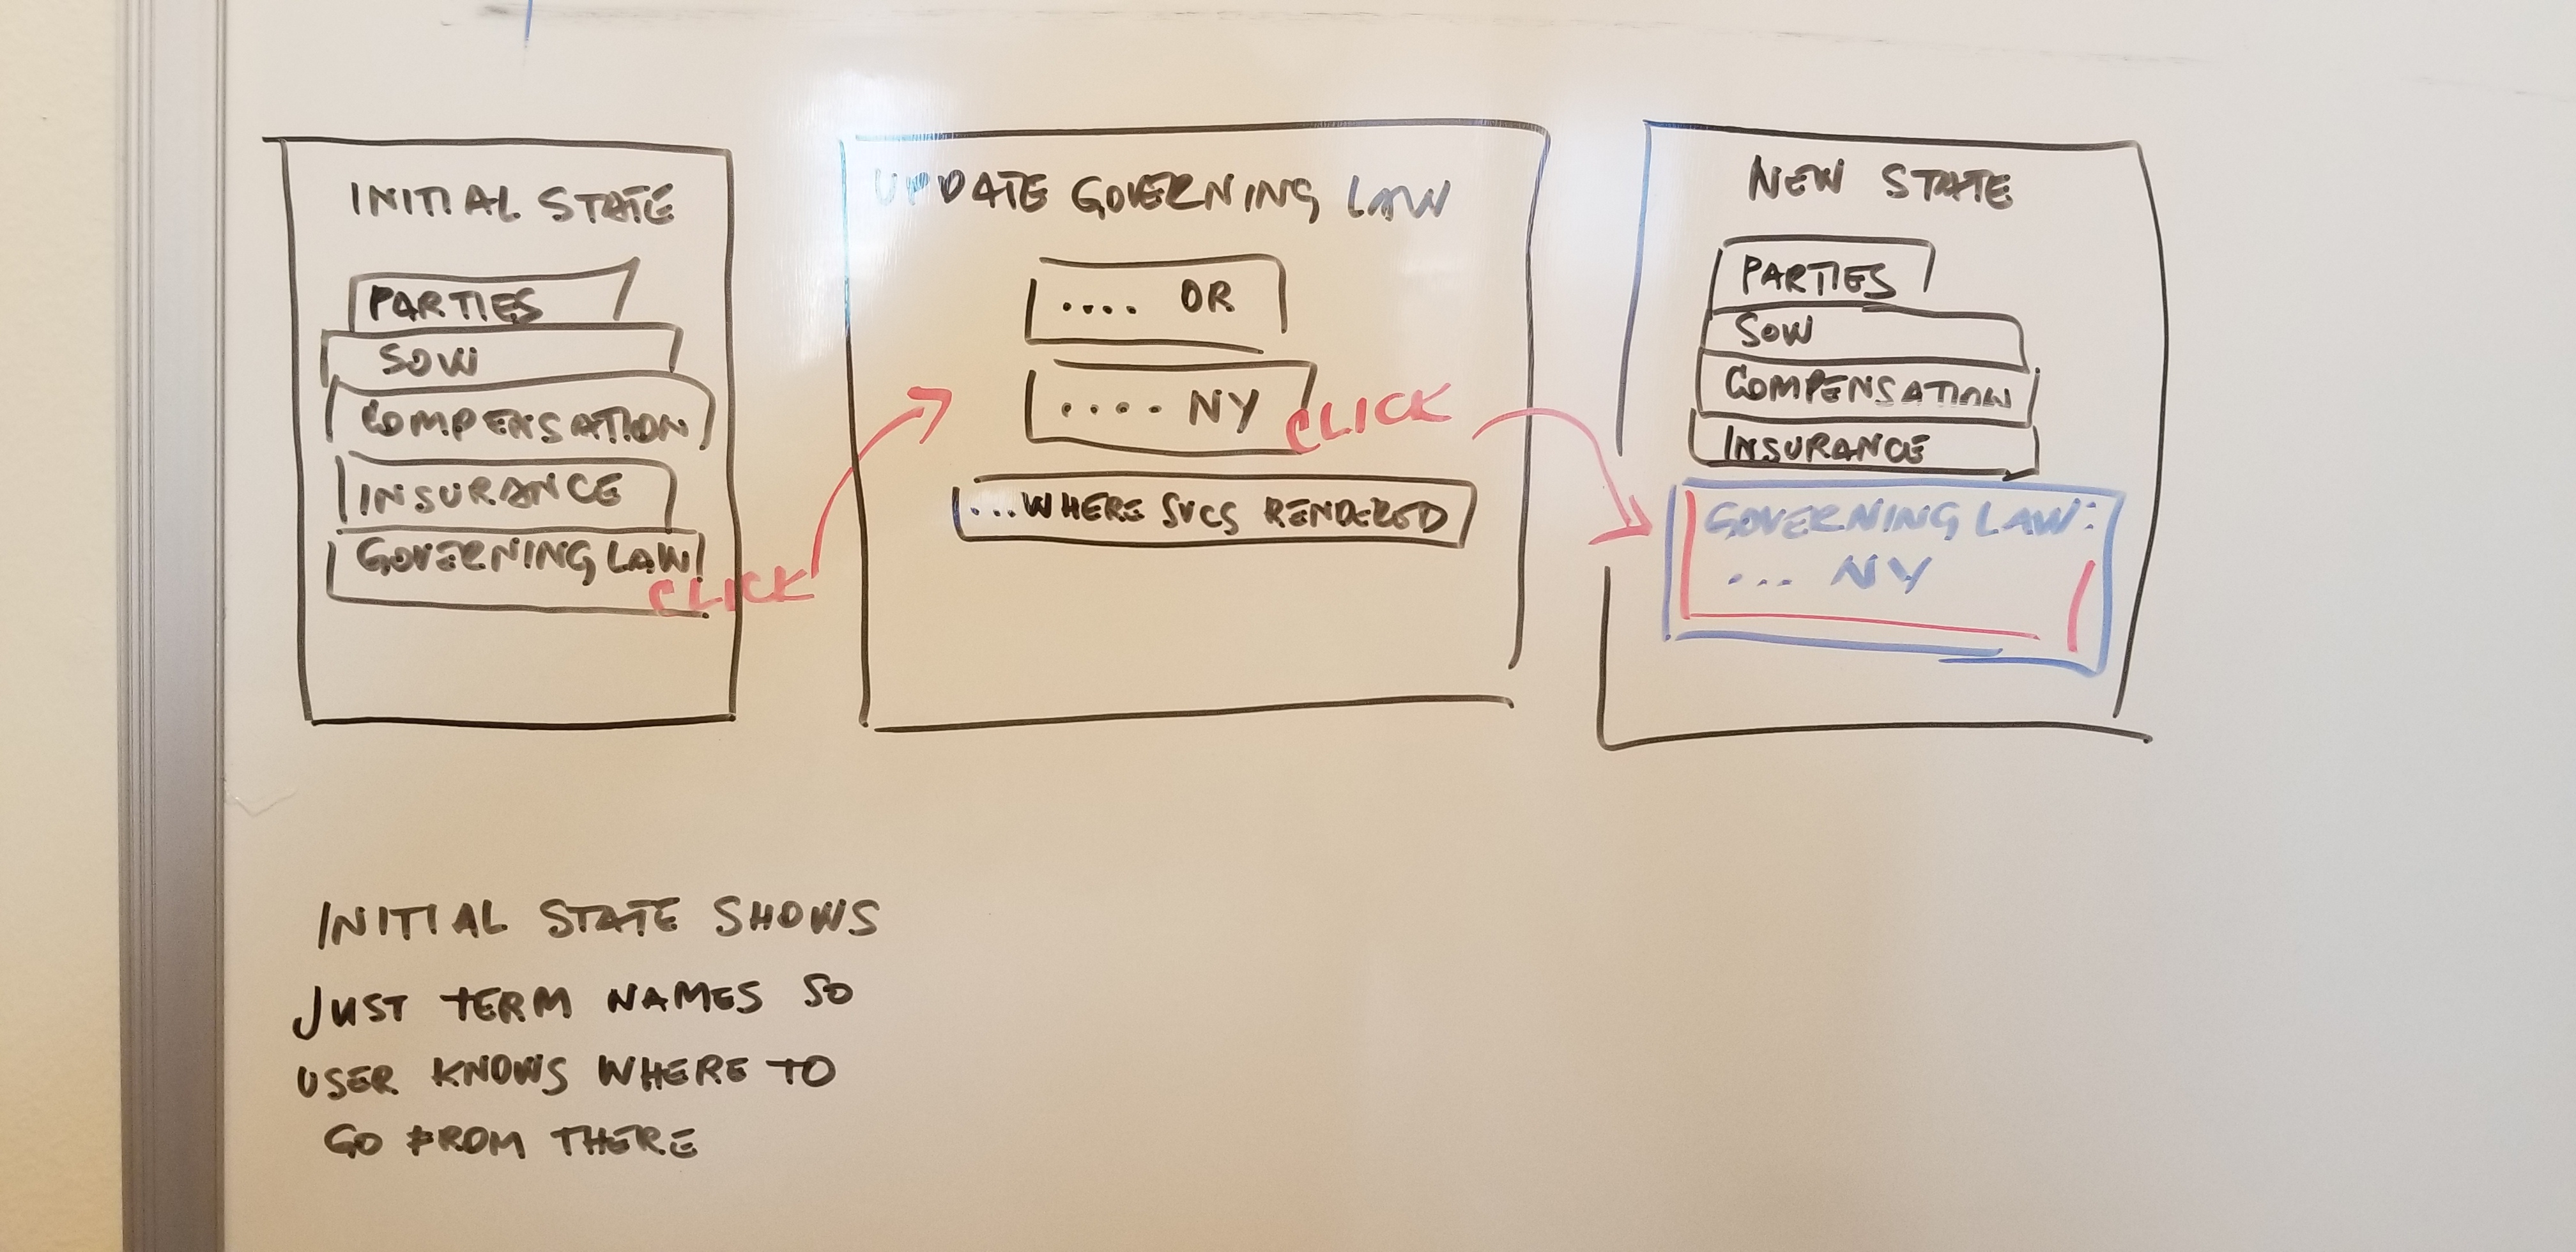 INITIAL STATE
PARTIES
SOW
COMPENSATION
INSURANCE
GOVERNING LAW
CLICK
UPDATE GOVERNING LAW
.... OR
.... NY
CLICK
...WHERE SVCS RENDERED
NEW STATE
PARTIES
SOW
COMPENSATION
INSURANCE
GOVERNING LAW:
... NY
INITIAL STATE SHOWS
JUST TERM NAMES SO
USER KNOWS WHERE TO
GO FROM THERE